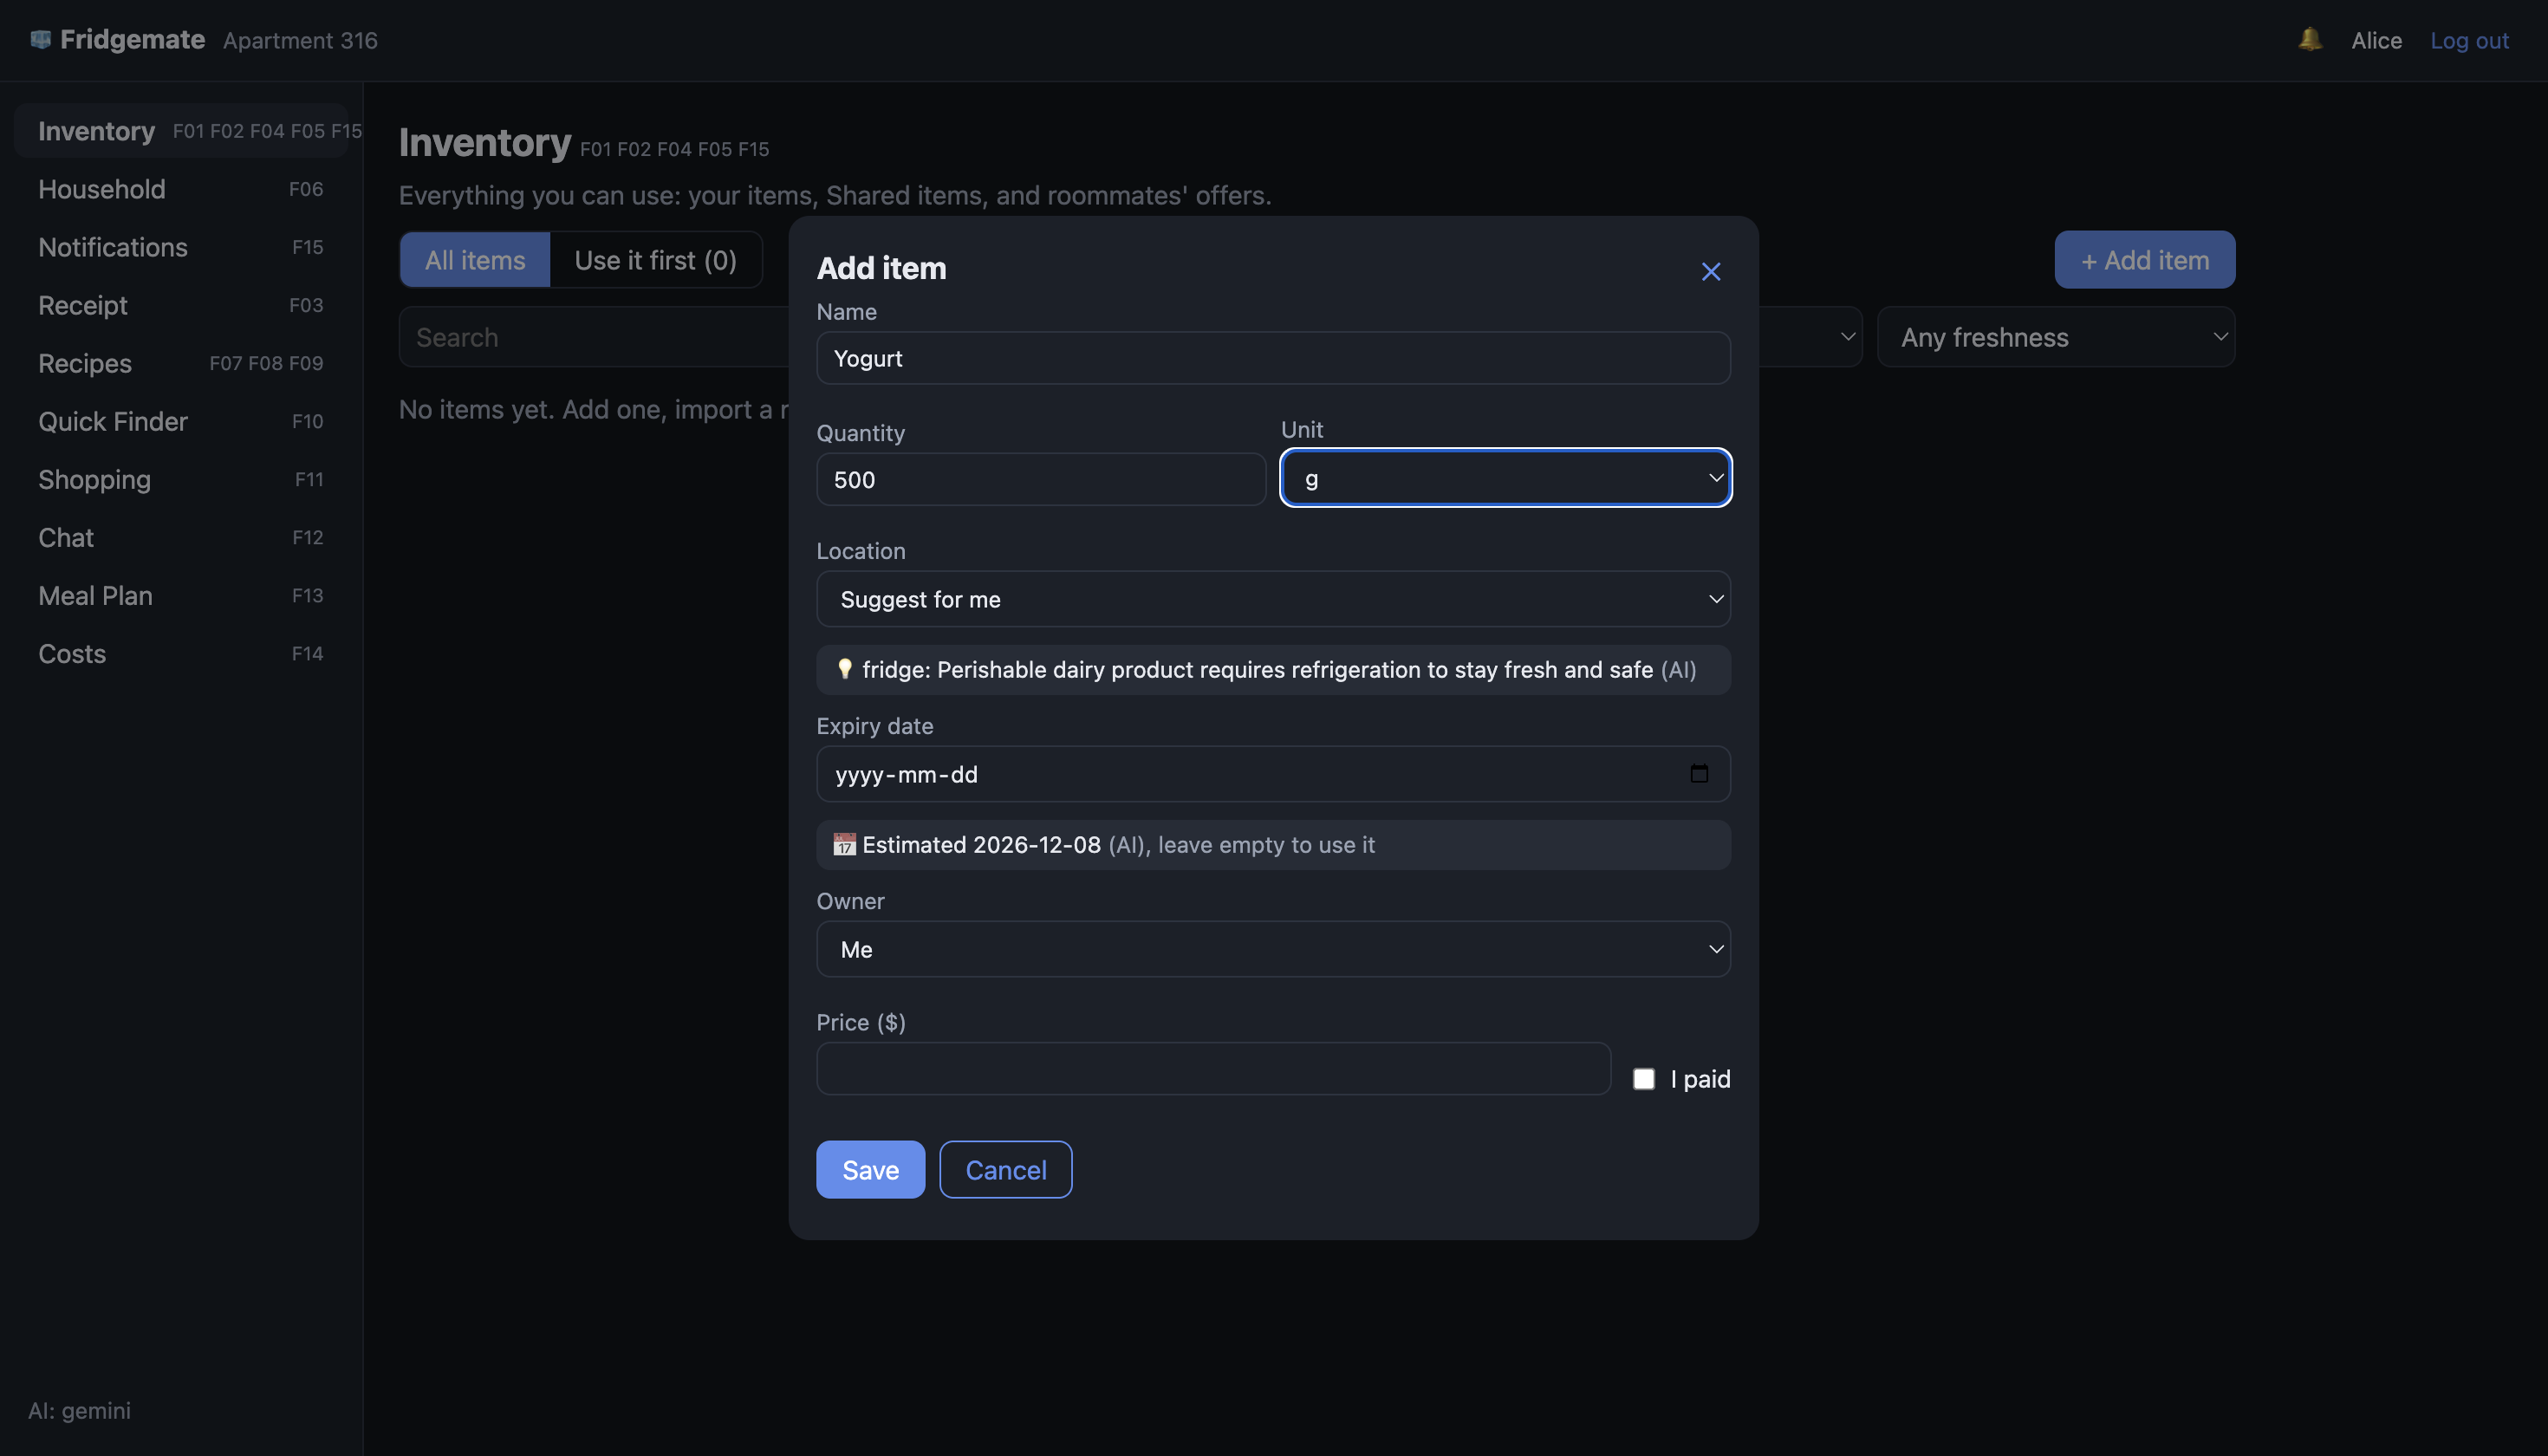 Fridgemate Apartment 316
🔔 Alice Log out
Inventory F01 F02 F04 F05 F15
Household F06
Notifications F15
Receipt F03
Recipes F07 F08 F09
Quick Finder F10
Shopping F11
Chat F12
Meal Plan F13
Costs F14
AI: gemini
Inventory F01 F02 F04 F05 F15
Everything you can use: your items, Shared items, and roommates' offers.
All items
Use it first (0)
+ Add item
Search
Any freshness
No items yet. Add one, import a
Add item
Name
Yogurt
Quantity
500
Unit
g
Location
Suggest for me
💡 fridge: Perishable dairy product requires refrigeration to stay fresh and safe (AI)
Expiry date
yyyy-mm-dd
📅 Estimated 2026-12-08 (AI), leave empty to use it
Owner
Me
Price ($)
I paid
Save
Cancel